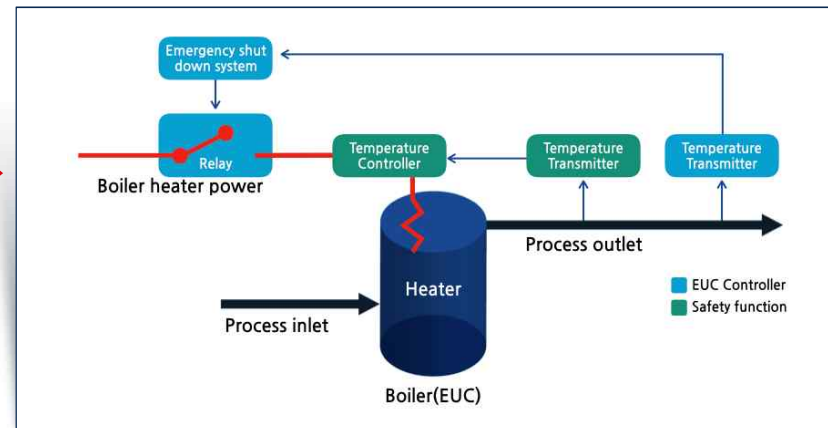 Emergency shut
down system
Relay
Boiler heater power
Temperature
Controller
Temperature
Transmitter
Temperature
Transmitter
Process outlet
Heater
Process inlet
EUC Controller
Safety function
Boiler(EUC)